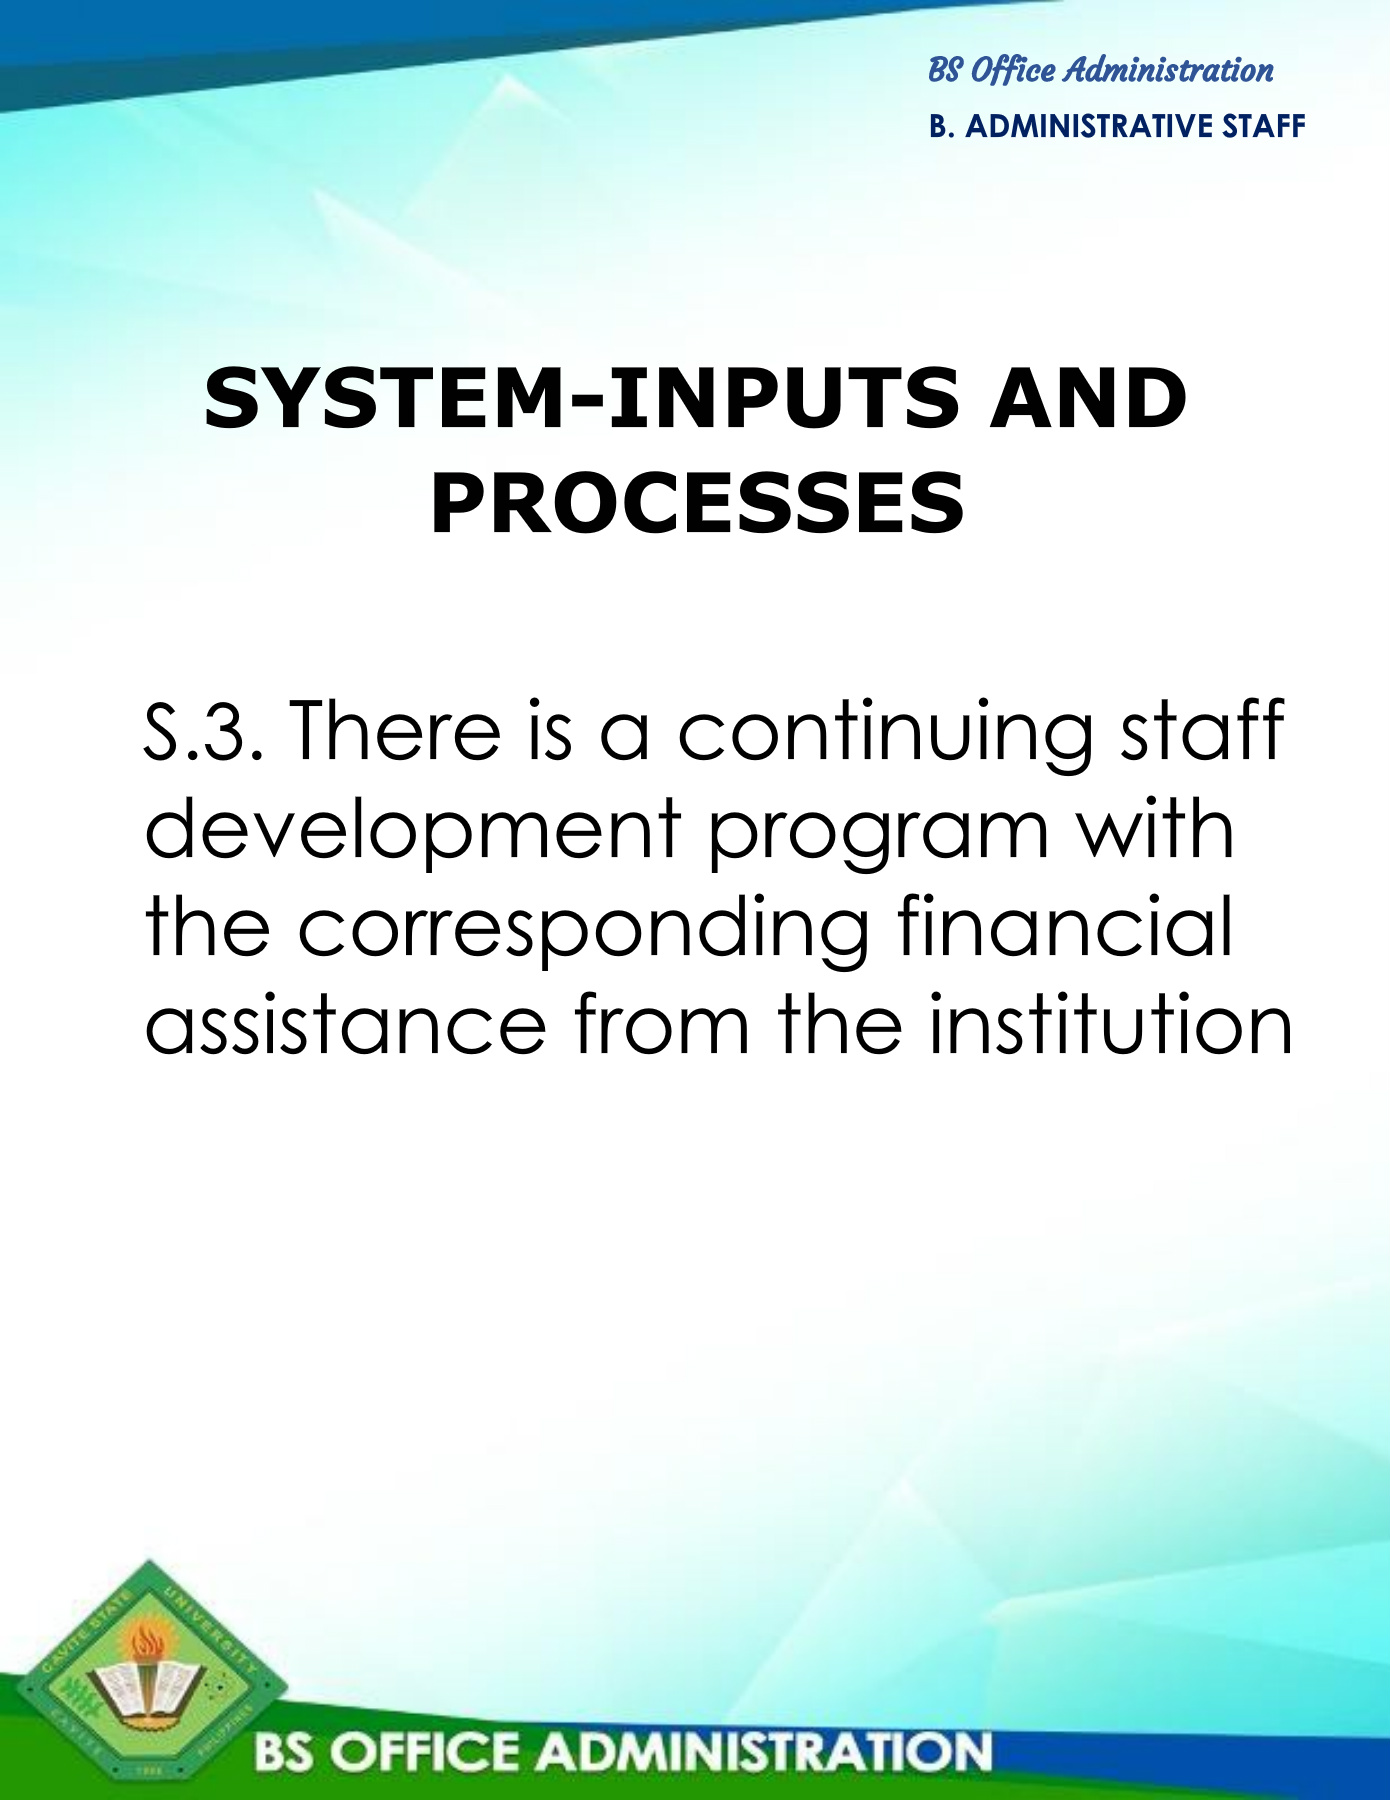 BS Office Administration
B. ADMINISTRATIVE STAFF
SYSTEM-INPUTS AND
PROCESSES
S.3. There is a continuing staff
development program with
the corresponding financial
assistance from the institution
CAVITE STATE UNIVERSITY
CAVITE
PHILIPPINES
1906
BS OFFICE ADMINISTRATION